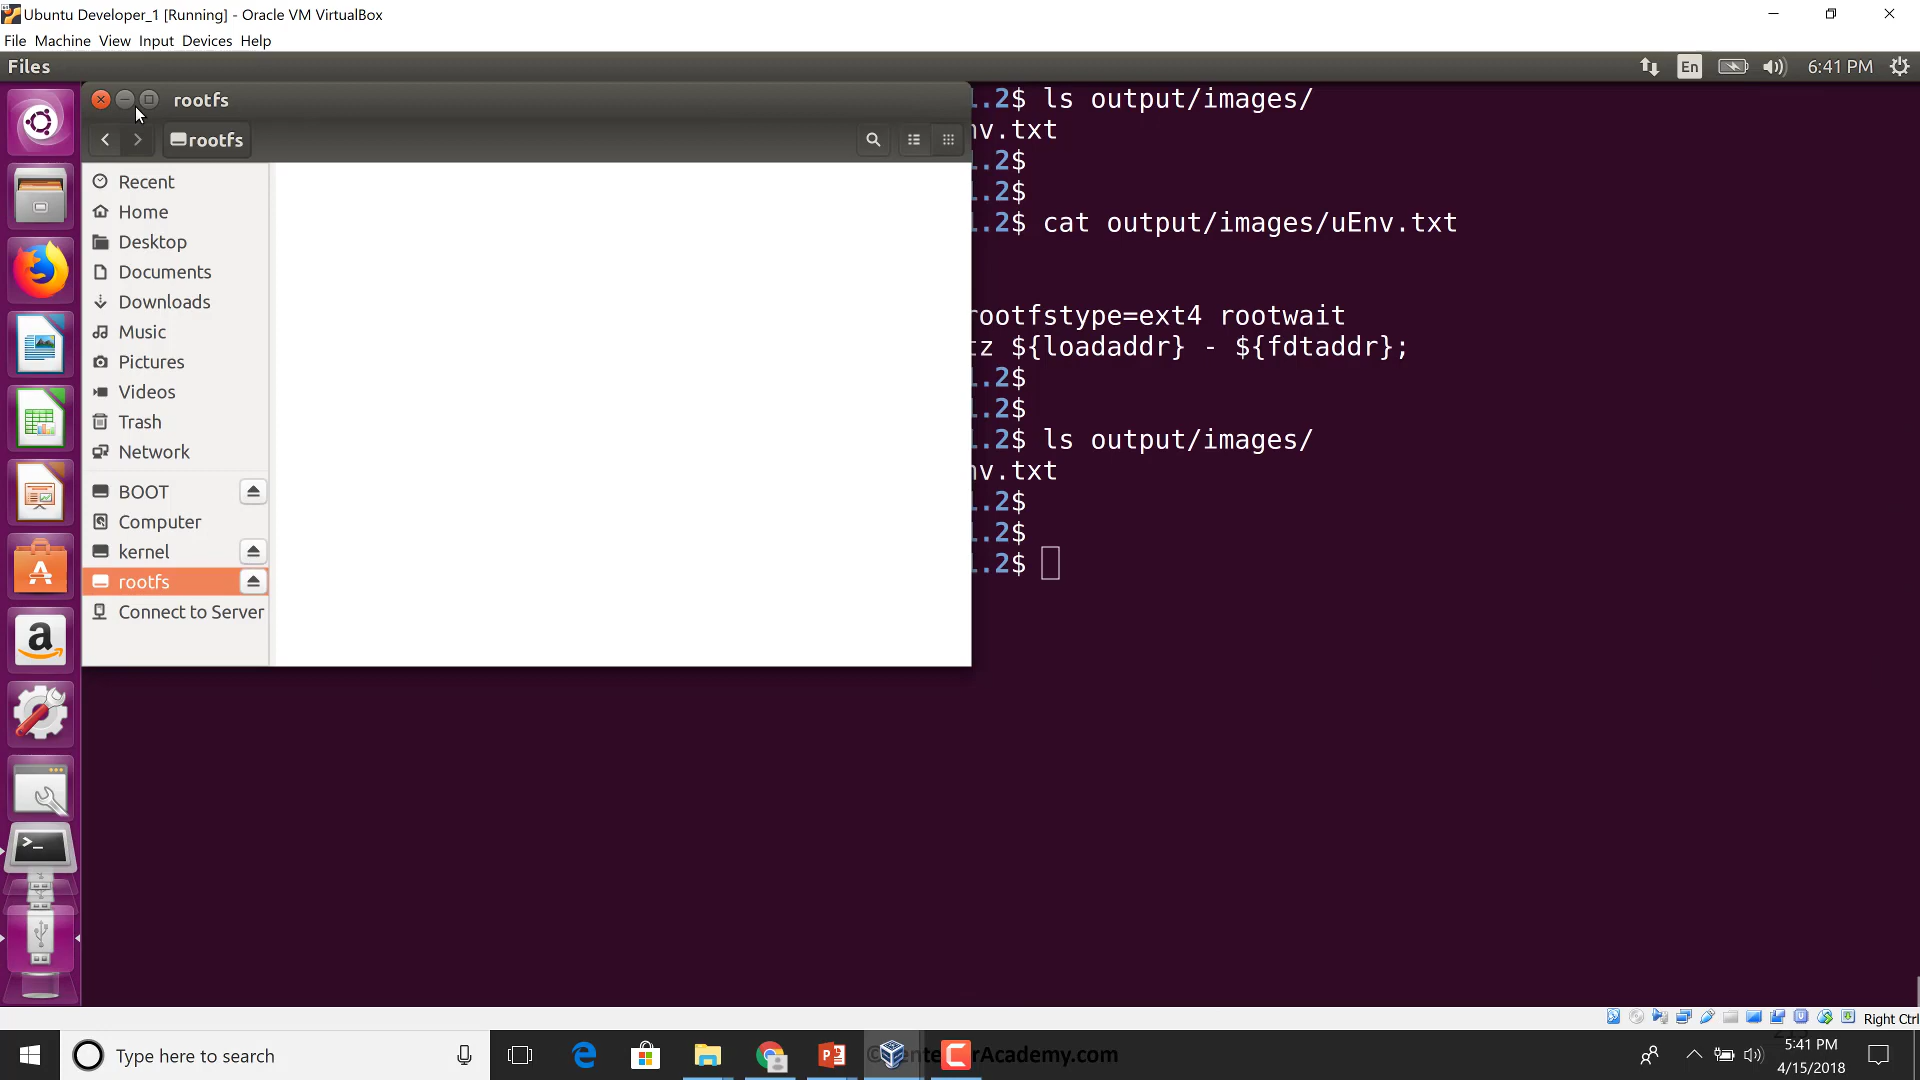 Ubuntu Developer_1 [Running] - Oracle VM VirtualBox
File Machine View Input Devices Help
Files
En
6:41 PM
rootfs
rootfs
Recent
Home
Desktop
Documents
Downloads
Music
Pictures
Videos
Trash
Network
BOOT
Computer
kernel
rootfs
Connect to Server
.2$ ls output/images/
nv.txt
.2$
.2$
.2$ cat output/images/uEnv.txt
rootfstype=ext4 rootwait
z ${loadaddr} - ${fdtaddr};
.2$
.2$
.2$ ls output/images/
nv.txt
.2$
.2$
.2$
Right Ctrl
Type here to search
Academy.com
5:41 PM
4/15/2018